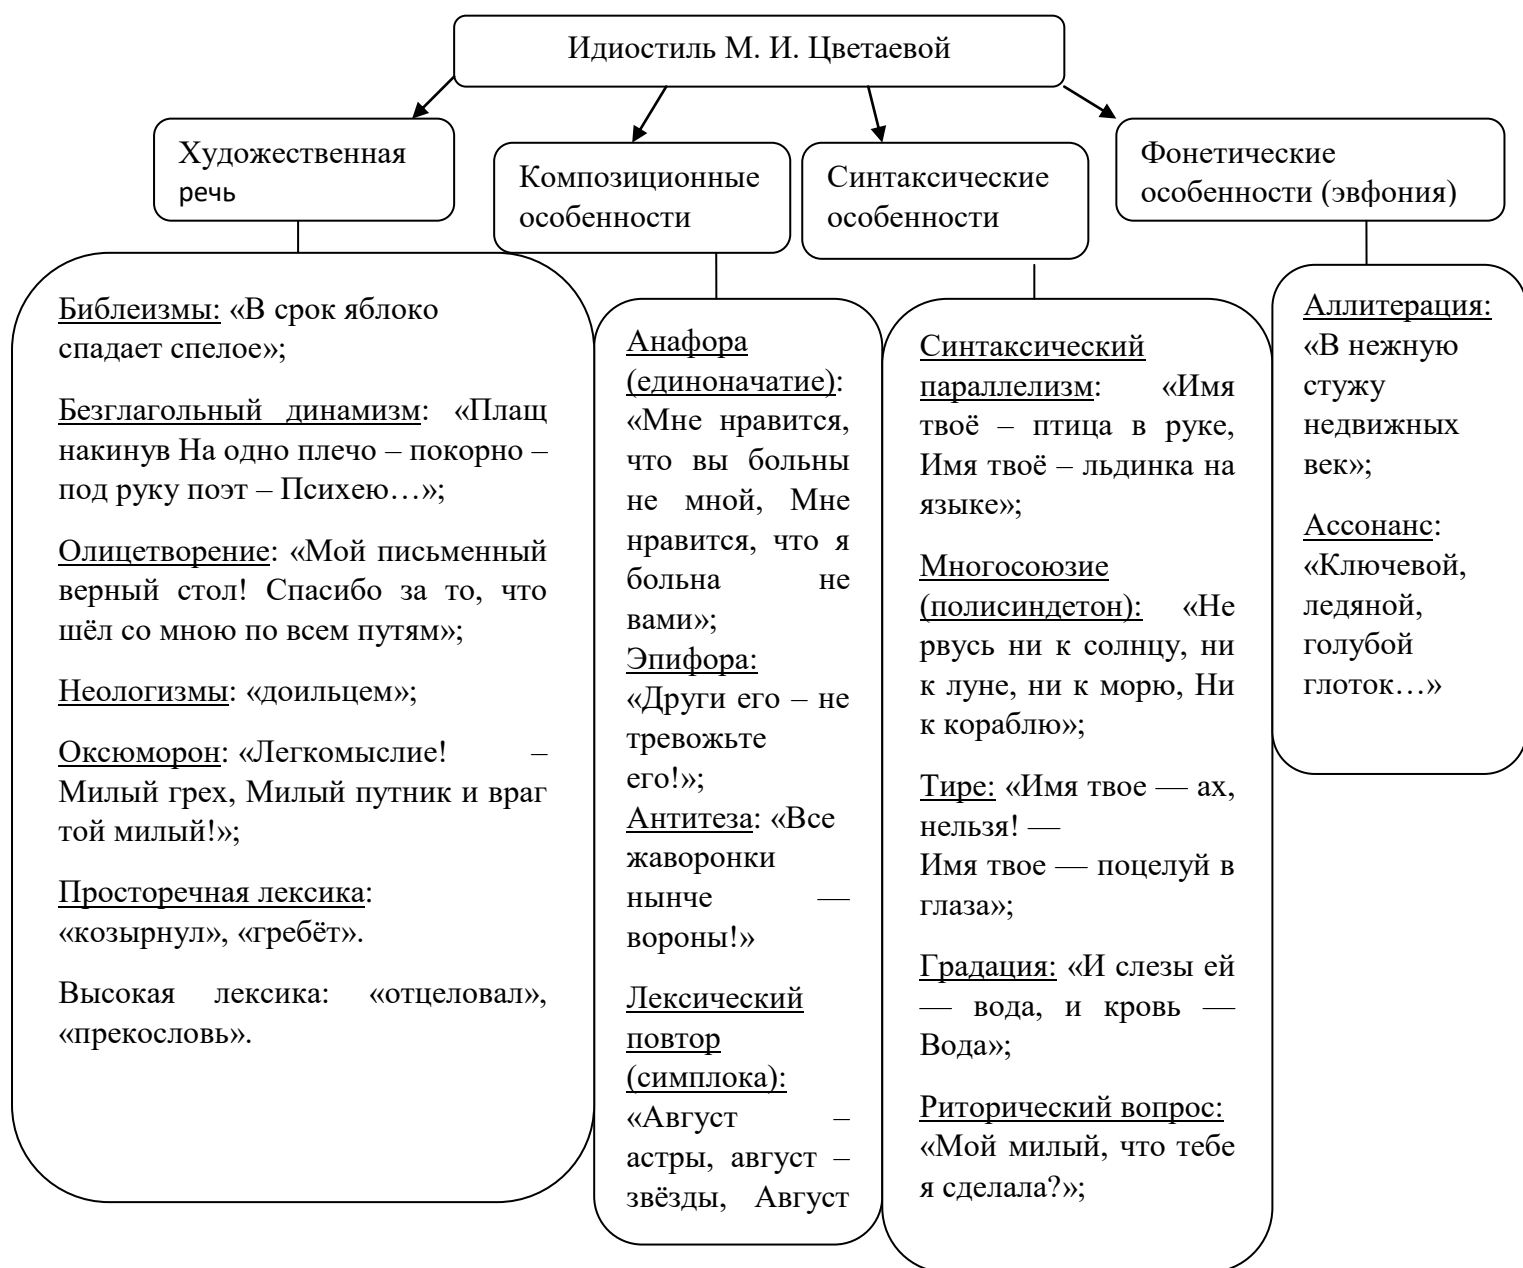 Идиостиль М. И. Цветаевой
Художественная
речь
Композиционные
особенности
Синтаксические
особенности
Фонетические
особенности (эвфония)
Библеизмы: «В срок яблоко
спадает спелое»;
Безглагольный динамизм: «Плащ
накинув На одно плечо – покорно –
под руку поэт – Психею…»;
Олицетворение: «Мой письменный
верный стол! Спасибо за то, что
шёл со мною по всем путям»;
Неологизмы: «доильцем»;
Оксюморон: «Легкомыслие! –
Милый грех, Милый путник и враг
той милый!»;
Просторечная лексика:
«козырнул», «гребёт».
Высокая лексика: «отцеловал»,
«прекословь».
Анафора
(единоначатие):
«Мне нравится,
что вы больны
не мной, Мне
нравится, что я
больна не
вами»;
Эпифора:
«Други его – не
тревожьте
его!»;
Антитеза: «Все
жаворонки
нынче —
вороны!»
Лексический
повтор
(симплока):
«Август –
астры, август –
звёзды, Август
Синтаксический
параллелизм: «Имя
твоё – птица в руке,
Имя твоё – льдинка на
языке»;
Многосоюзие
(полисиндетон): «Не
рвусь ни к солнцу, ни
к луне, ни к морю, Ни
к кораблю»;
Тире: «Имя твое — ах,
нельзя! —
Имя твое — поцелуй в
глаза»;
Градация: «И слезы ей
— вода, и кровь —
Вода»;
Риторический вопрос:
«Мой милый, что тебе
я сделала?»;
Аллитерация:
«В нежную
стужу
недвижных
век»;
Ассонанс:
«Ключевой,
ледяной,
голубой
глоток…»